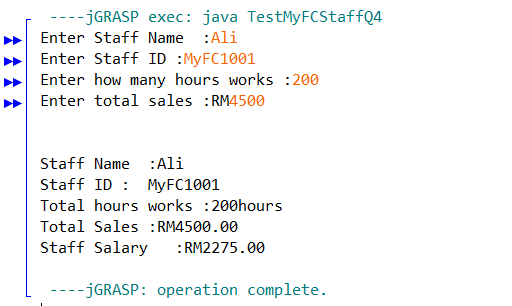 ----jGRASP exec: java TestMyFCStaffQ4
Enter Staff Name  :Ali
Enter Staff ID :MyFC1001
Enter how many hours works :200
Enter total sales :RM4500
Staff Name  :Ali
Staff ID :  MyFC1001
Total hours works :200hours
Total Sales :RM4500.00
Staff Salary   :RM2275.00
----jGRASP: operation complete.